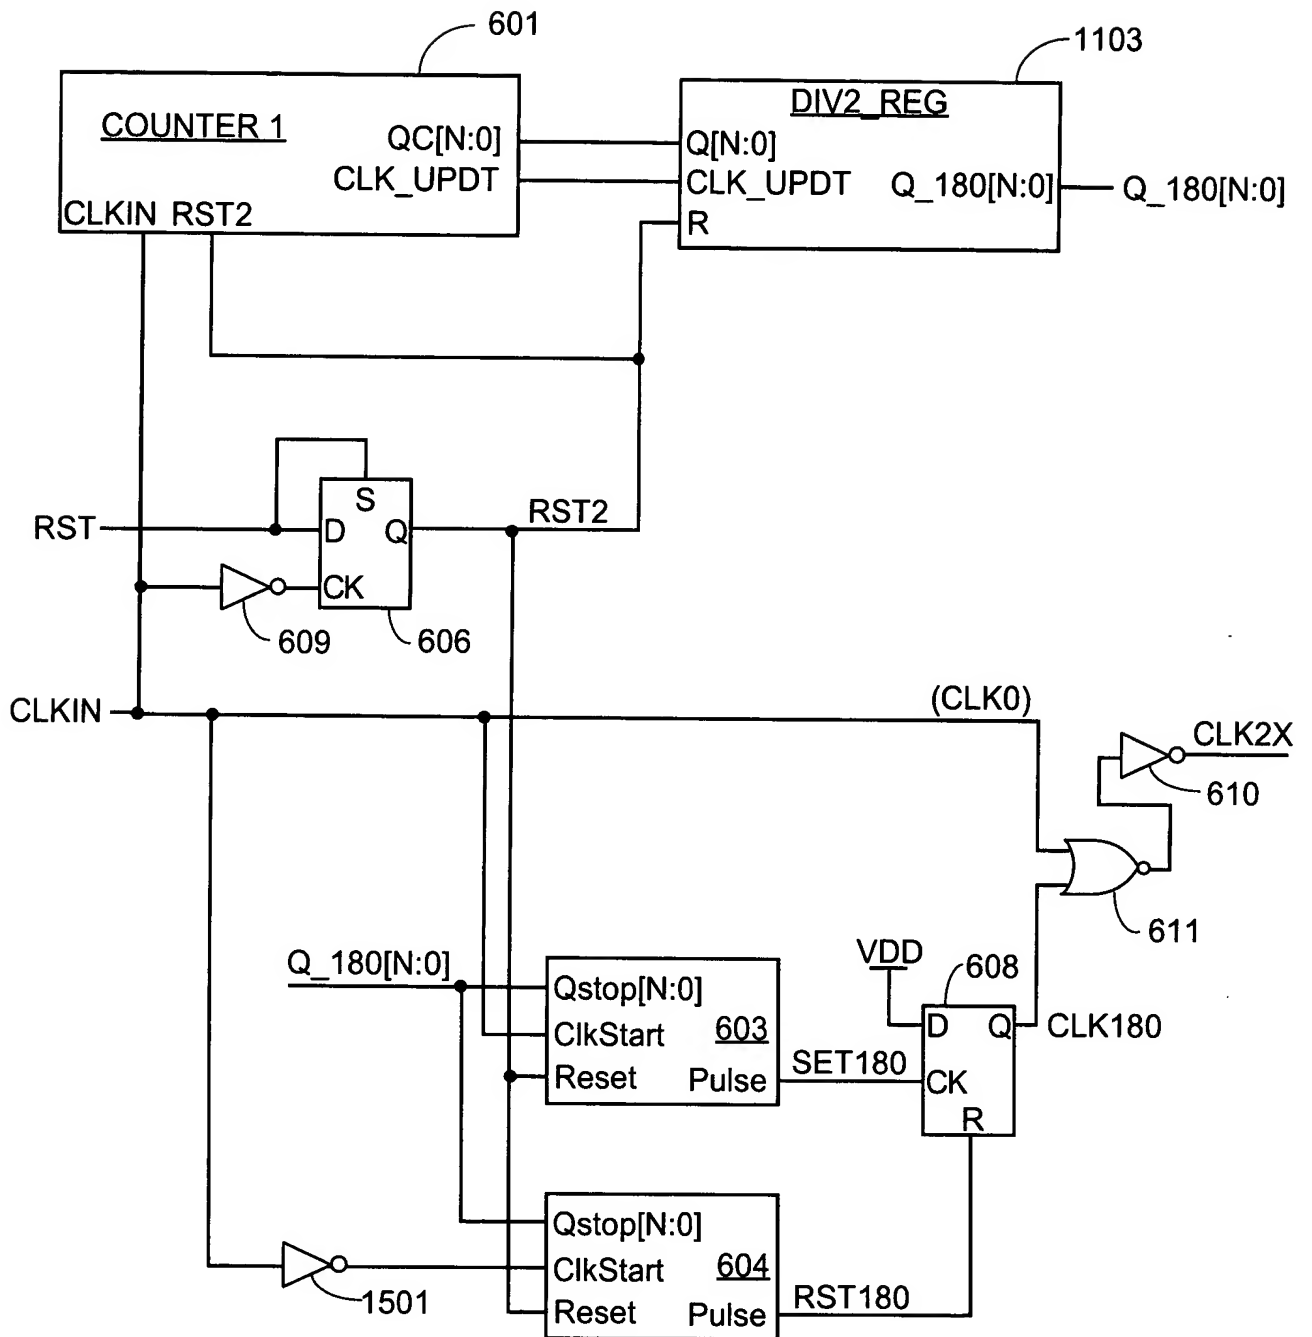 601
1103
COUNTER 1
DIV2_REG
QC[N:0]
Q[N:0]
CLK_UPDT
CLK_UPDT
Q_180[N:0]
Q_180[N:0]
CLKIN RST2
R
S
RST
D
Q
RST2
CK
609
606
CLKIN
(CLK0)
CLK2X
610
611
Q_180[N:0]
VDD
608
Qstop[N:0]
D
Q
CLK180
ClkStart
603
SET180
Reset
Pulse
CK
R
Qstop[N:0]
ClkStart
604
1501
RST180
Reset
Pulse